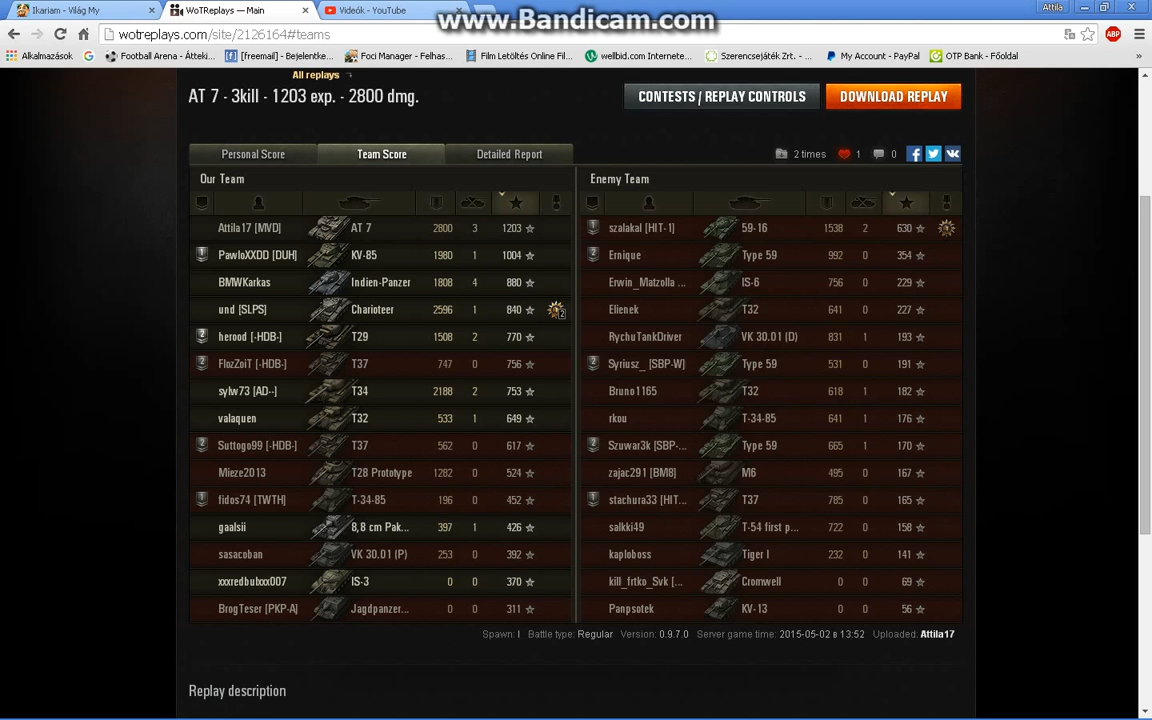 www.Bandicam.com
Ikariam - Világ My
WoTReplays — Main
Videók - YouTube
Attila
wotreplays.com/site/2126164#teams
Alkalmazások
Football Arena - Átteki...
[freemail] - Bejelentke...
Foci Manager - Felhas...
Film Letöltés Online Fil...
wellbid.com Internete...
Szerencsejáték Zrt. - ...
My Account - PayPal
OTP Bank - Főoldal
All replays
AT 7 - 3kill - 1203 exp. - 2800 dmg.
CONTESTS / REPLAY CONTROLS
DOWNLOAD REPLAY
Personal Score
Team Score
Detailed Report
2 times
1
0
Our Team
Attila17 [MVD] AT 7 2800 3 1203
1 PawloXXDD [DUH] KV-85 1980 1 1004
BMWKarkas Indien-Panzer 1808 4 880
und [SLPS] Charioteer 2596 1 840 2
2 herood [-HDB-] T29 1508 2 770
2 FlozZoiT [-HDB-] T37 747 0 756
sylw73 [AD--] T34 2188 2 753
valaquen T32 533 1 649
2 Suttogo99 [-HDB-] T37 562 0 617
Mieze2013 T28 Prototype 1282 0 524
1 fidos74 [TWTH] T-34-85 196 0 452
gaalsii 8,8 cm Pak... 397 1 426
sasacoban VK 30.01 (P) 253 0 392
xxxredbulxxx007 IS-3 0 0 370
BrogTeser [PKP-A] Jagdpanzer... 0 0 311
Enemy Team
1 szalakal [HIT-1] 59-16 1538 2 630
2 Ernique Type 59 992 0 354
Erwin_Matzolla ... IS-6 756 0 229
Elienek T32 641 0 227
RychuTankDriver VK 30.01 (D) 831 1 193
2 Syriusz_ [SBP-W] Type 59 531 0 191
Bruno1165 T32 618 1 182
rkou T-34-85 641 1 176
2 Szuwar3k [SBP-... Type 59 665 1 170
zajac291 [BM8] M6 495 0 167
1 stachura33 [HIT... T37 785 0 165
salkki49 T-54 first p... 722 0 158
kaploboss Tiger I 232 0 141
kill_frtko_Svk [... Cromwell 0 0 69
Panpsotek KV-13 0 0 56
Spawn: I Battle type: Regular Version: 0.9.7.0 Server game time: 2015-05-02 в 13:52 Uploaded: Attila17
Replay description